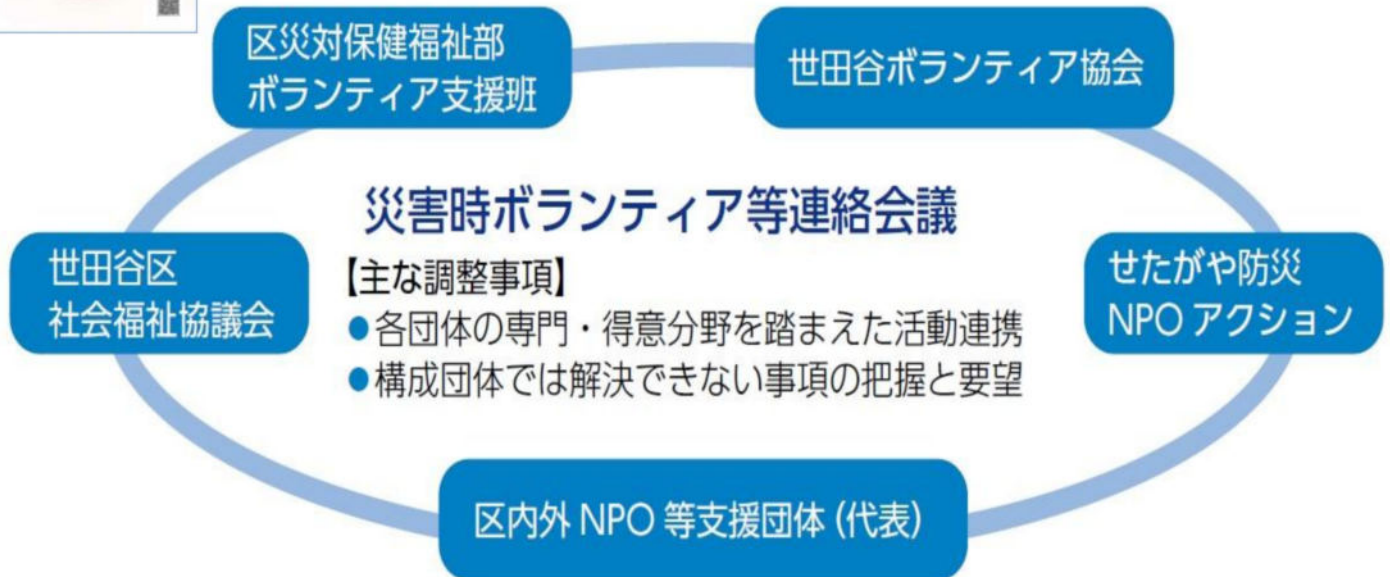 区災対保健福祉部
ボランティア支援班
世田谷ボランティア協会
災害時ボランティア等連絡会議
【主な調整事項】
●各団体の専門・得意分野を踏まえた活動連携
●構成団体では解決できない事項の把握と要望
世田谷区
社会福祉協議会
せたがや防災
NPO アクション
区内外 NPO 等支援団体（代表）